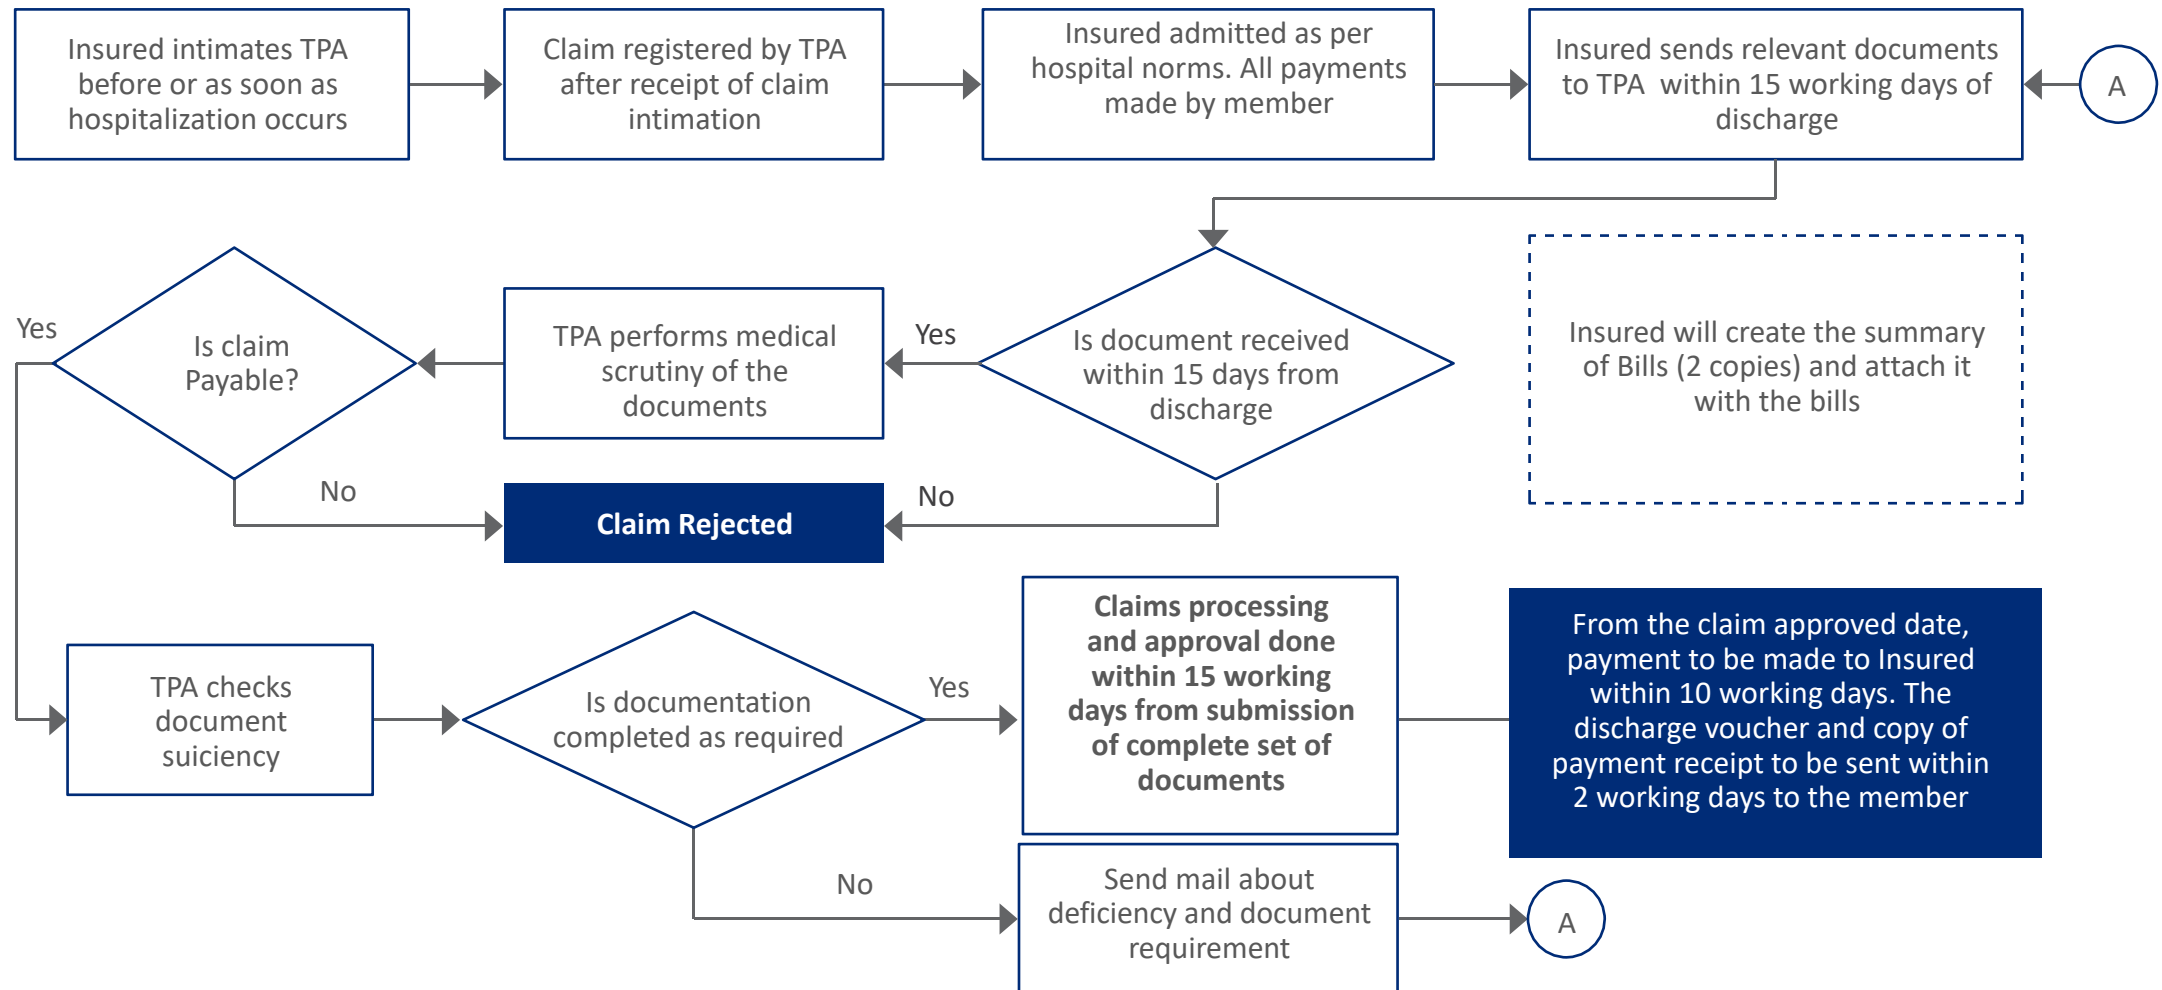 Insured intimates TPA
before or as soon as
hospitalization occurs
Claim registered by TPA
after receipt of claim
intimation
Insured admitted as per
hospital norms. All payments
made by member
Insured sends relevant documents
to TPA within 15 working days of
discharge
A
Yes
Is claim
Payable?
TPA performs medical
scrutiny of the
documents
Yes
Is document received
within 15 days from
discharge
Insured will create the summary
of Bills (2 copies) and attach it
with the bills
No
Claim Rejected
No
TPA checks
document
suiciency
Is documentation
completed as required
Yes
Claims processing
and approval done
within 15 working
days from submission
of complete set of
documents
From the claim approved date,
payment to be made to Insured
within 10 working days. The
discharge voucher and copy of
payment receipt to be sent within
2 working days to the member
No
Send mail about
deficiency and document
requirement
A